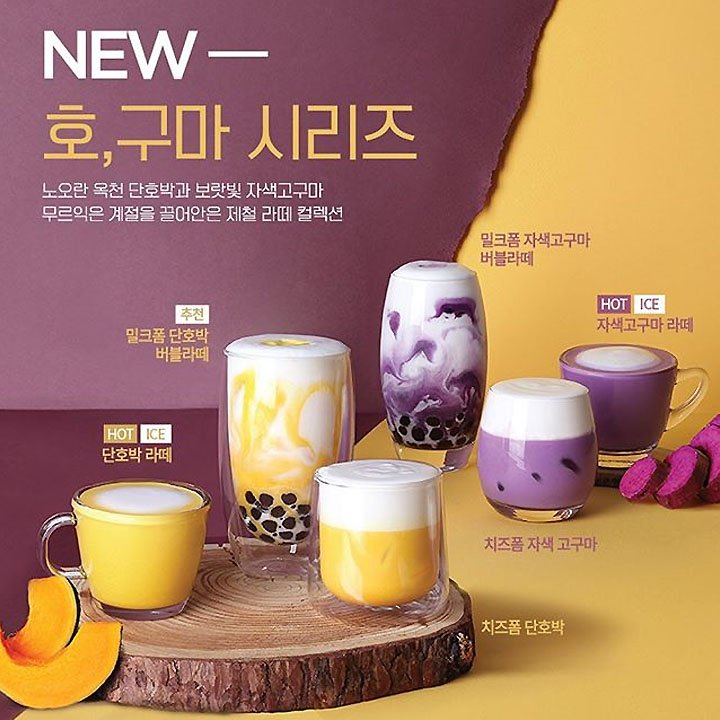 NEW—
호,구마 시리즈
노오란 옥천 단호박과 보랏빛 자색고구마
무르익은 계절을 끌어안은 제철 라떼 컬렉션
밀크폼 자색고구마
버블라떼
HOT ICE
자색고구마 라떼
추천
밀크폼 단호박
버블라떼
HOT ICE
단호박 라떼
치즈폼 자색 고구마
치즈폼 단호박